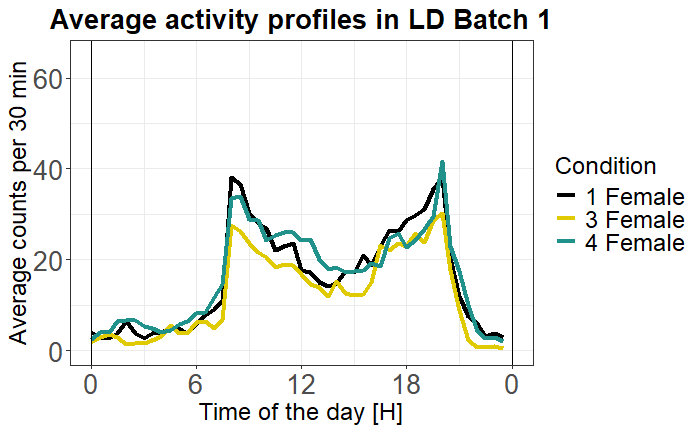 Average activity profiles in LD Batch 1
Average counts per 30 min
60
40
20
0
0 6 12 18 0
Time of the day [H]
Condition
1 Female
3 Female
4 Female